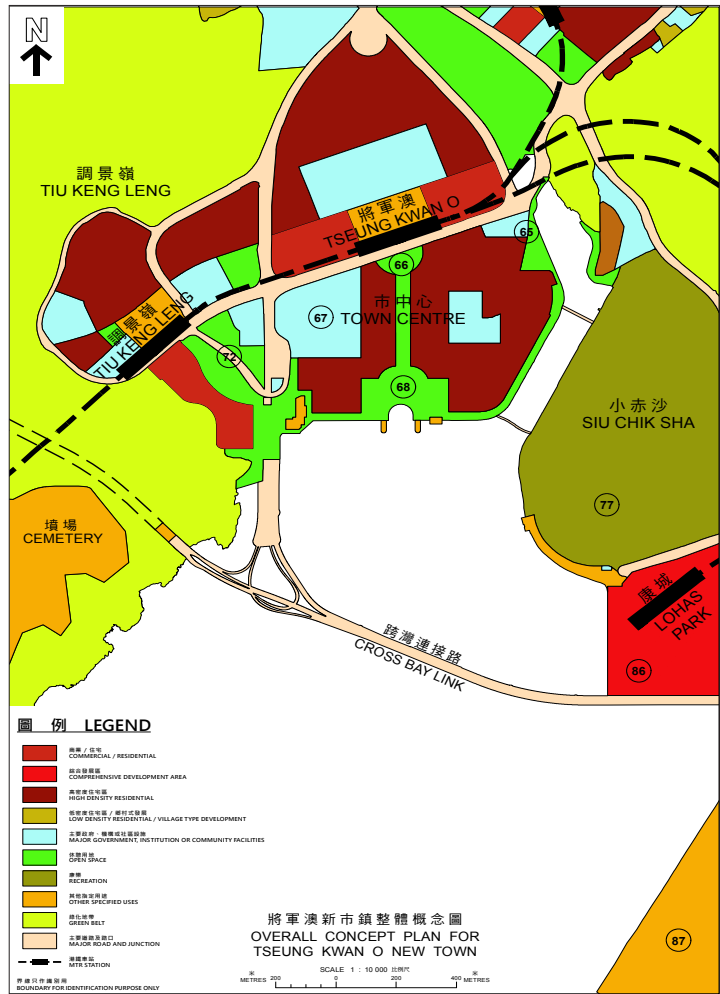 N
調景嶺
TIU KENG LENG
將軍澳
TSEUNG KWAN O
65
66
市中心
TOWN CENTRE
67
調景嶺
TIU KENG LENG
72
68
小赤沙
SIU CHIK SHA
77
墳場
CEMETERY
康城
LOHAS
PARK
跨灣連接路
CROSS BAY LINK
86
圖 例 LEGEND
商業 / 住宅
COMMERCIAL / RESIDENTIAL
綜合發展區
COMPREHENSIVE DEVELOPMENT AREA
高密度住宅區
HIGH DENSITY RESIDENTIAL
低密度住宅區 / 鄉村式發展
LOW DENSITY RESIDENTIAL / VILLAGE TYPE DEVELOPMENT
主要政府、機構或社區設施
MAJOR GOVERNMENT, INSTITUTION OR COMMUNITY FACILITIES
休憩用地
OPEN SPACE
康樂
RECREATION
其他指定用途
OTHER SPECIFIED USES
綠化地帶
GREEN BELT
主要道路及路口
MAJOR ROAD AND JUNCTION
港鐵車站
MTR STATION
界線只作識別用
BOUNDARY FOR IDENTIFICATION PURPOSE ONLY
將軍澳新市鎮整體概念圖
OVERALL CONCEPT PLAN FOR
TSEUNG KWAN O NEW TOWN
SCALE 1 : 10 000 比例尺
米 METRES 200 0 200 400 米 METRES
87